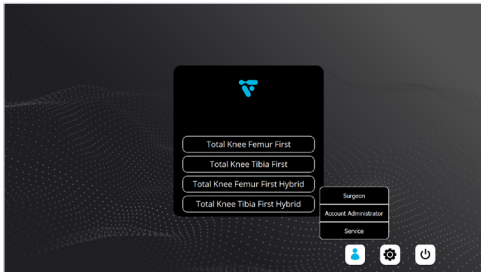 Total Knee Femur First
Total Knee Tibia First
Total Knee Femur First Hybrid
Total Knee Tibia First Hybrid
Surgeon
Account Administrator
Service